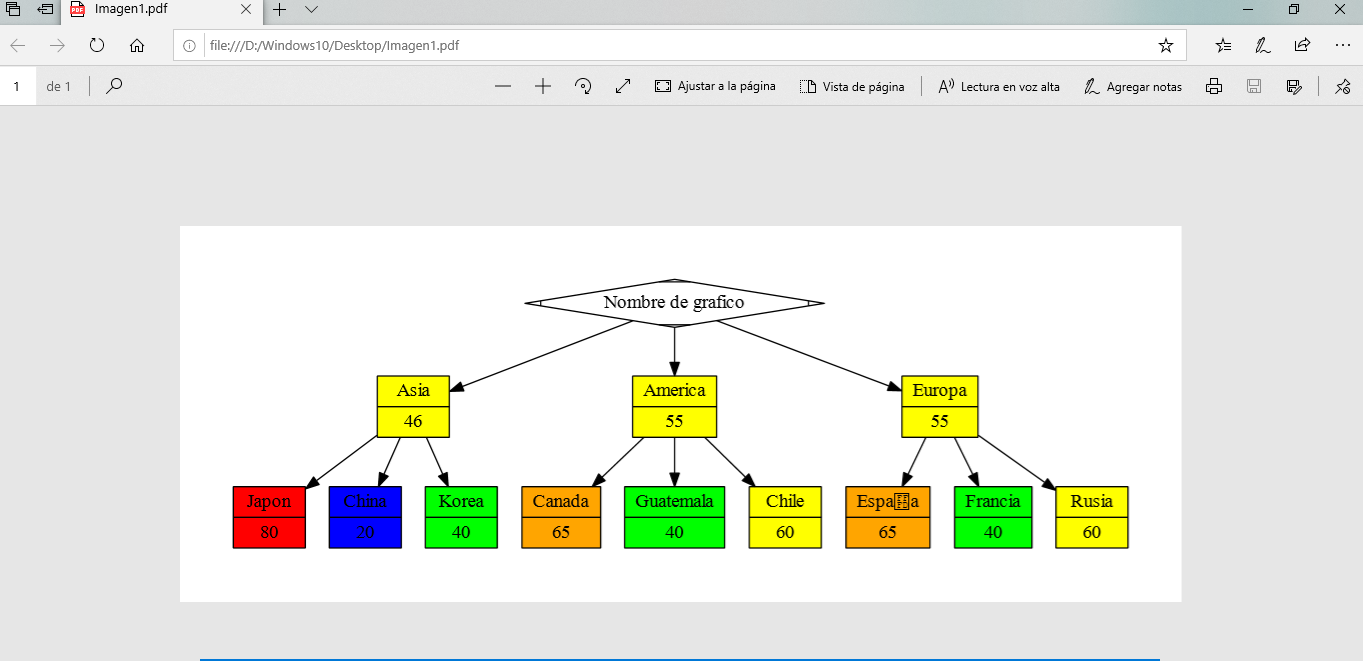 Imagen1.pdf
file:///D:/Windows10/Desktop/Imagen1.pdf
1 de 1 Ajustar a la página Vista de página Lectura en voz alta Agregar notas
Nombre de grafico
Asia America Europa
46 55 55
Japon China Korea Canada Guatemala Chile Espa▯▯a Francia Rusia
80 20 40 65 40 60 65 40 60